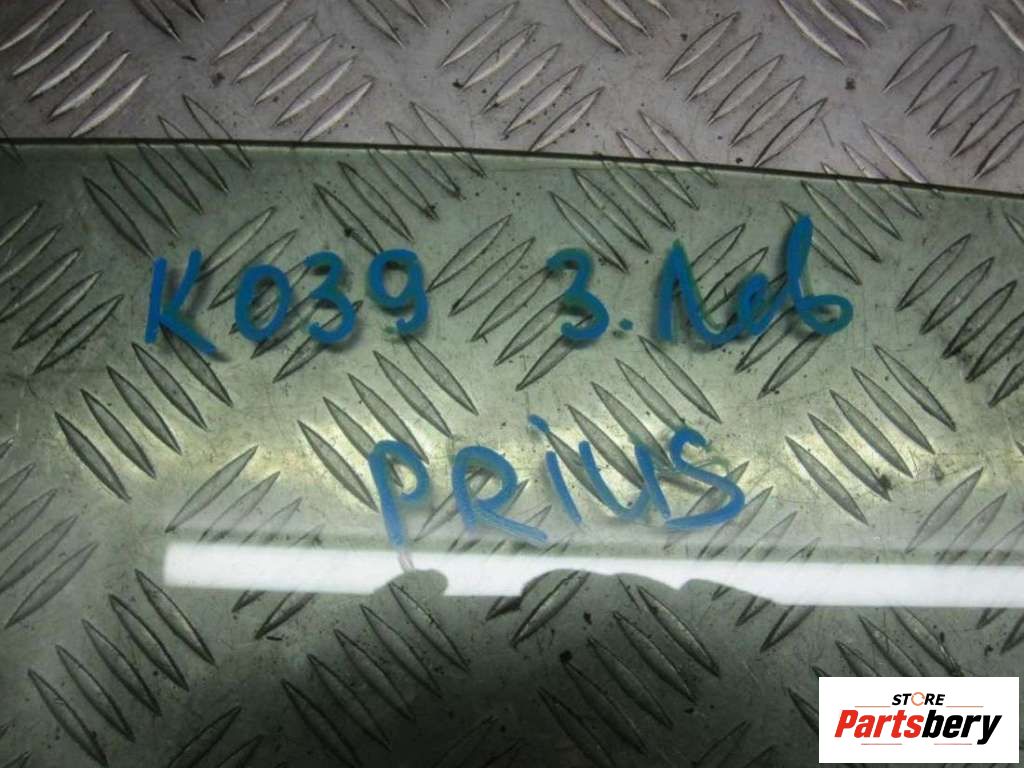 K039 3.Лев
PRIUS
STORE
Partsbery